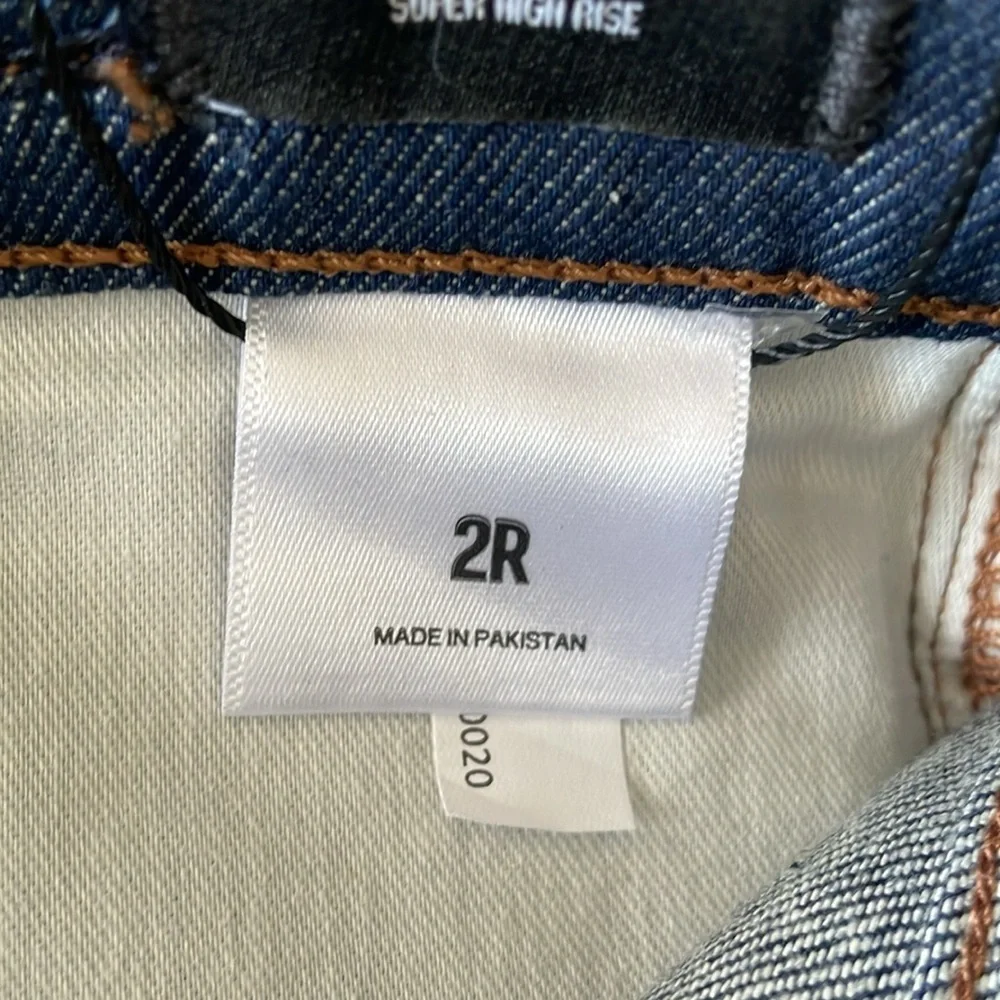 SUPER HIGH RISE
2R
MADE IN PAKISTAN
0020